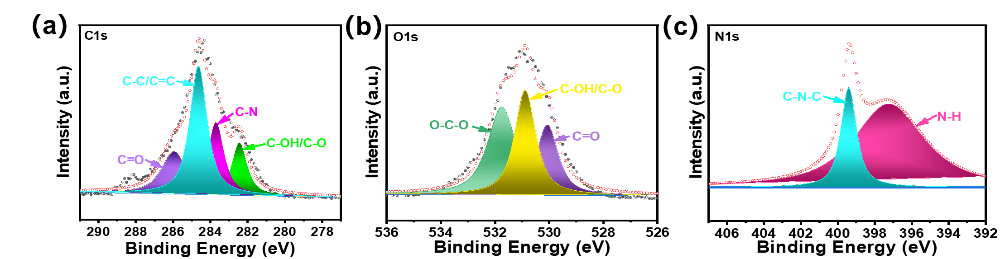 (a)
C1s
C-C/C=C
C-N
C=O
C-OH/C-O
Intensity (a.u.)
290 288 286 284 282 280 278
Binding Energy (eV)
(b)
O1s
C-OH/C-O
O-C-O
C=O
Intensity (a.u.)
536 534 532 530 528 526
Binding Energy (eV)
(c)
N1s
C-N-C
N-H
Intensity (a.u.)
406 404 402 400 398 396 394 392
Binding Energy (eV)